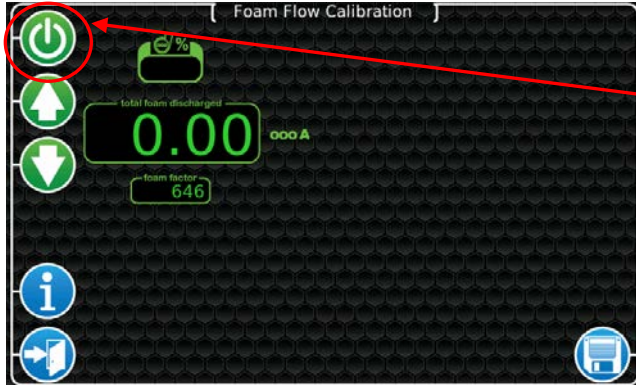 [ Foam Flow Calibration ]
%
total foam discharged
0.00 ooo A
foam factor
646
i